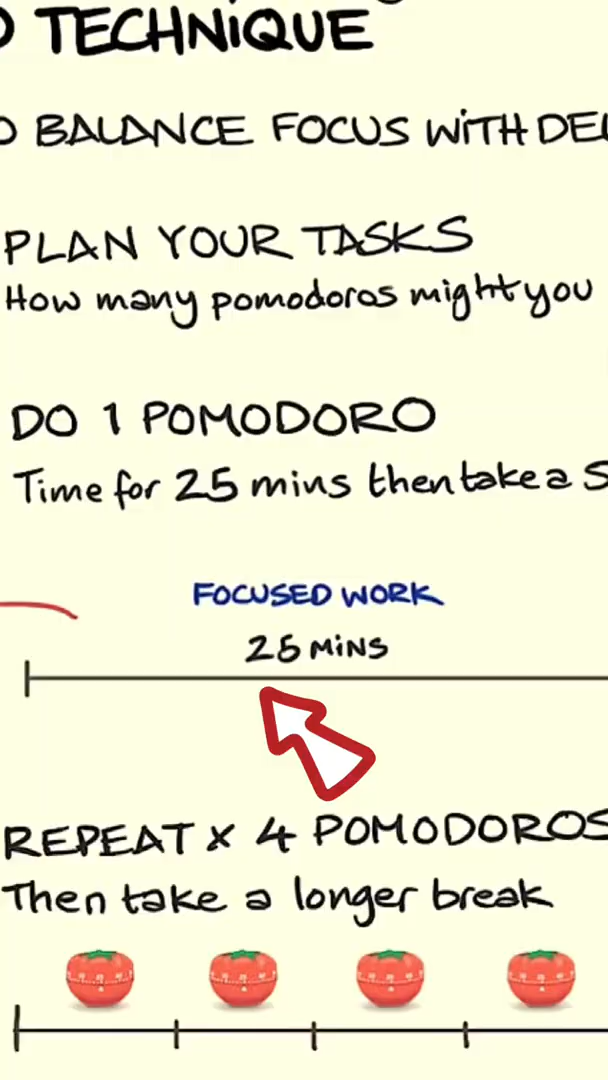 TECHNIQUE
BALANCE FOCUS WITH
PLAN YOUR TASKS
How many pomodoros might you
DO 1 POMODORO
Time for 25 mins then take a
FOCUSED WORK
25 MINS
REPEAT X 4 POMODOROS
Then take a longer break